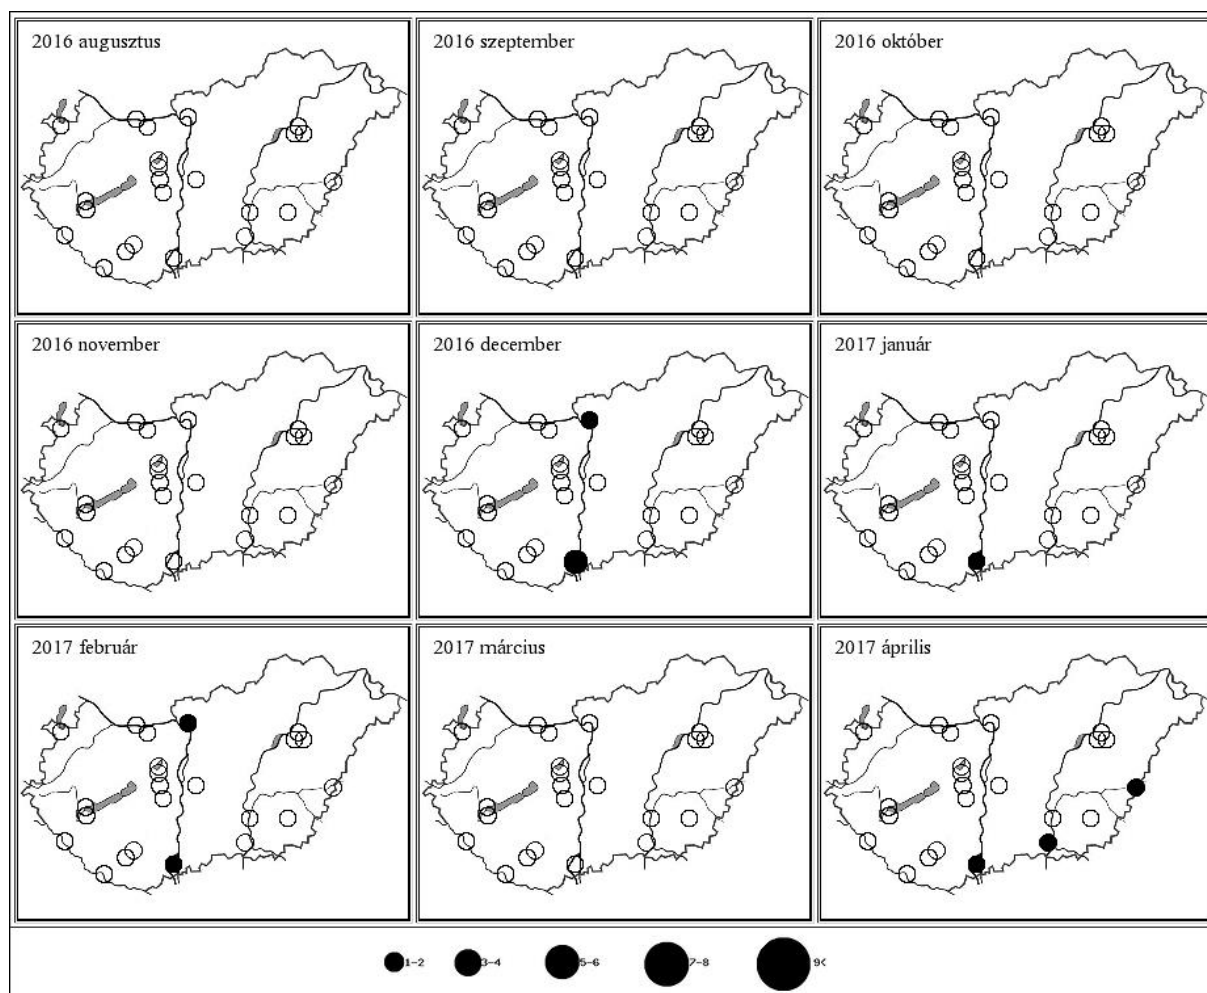 2016 augusztus
2016 szeptember
2016 október
2016 november
2016 december
2017 január
2017 február
2017 március
2017 április
1-2 3-4 5-6 7-8 9<